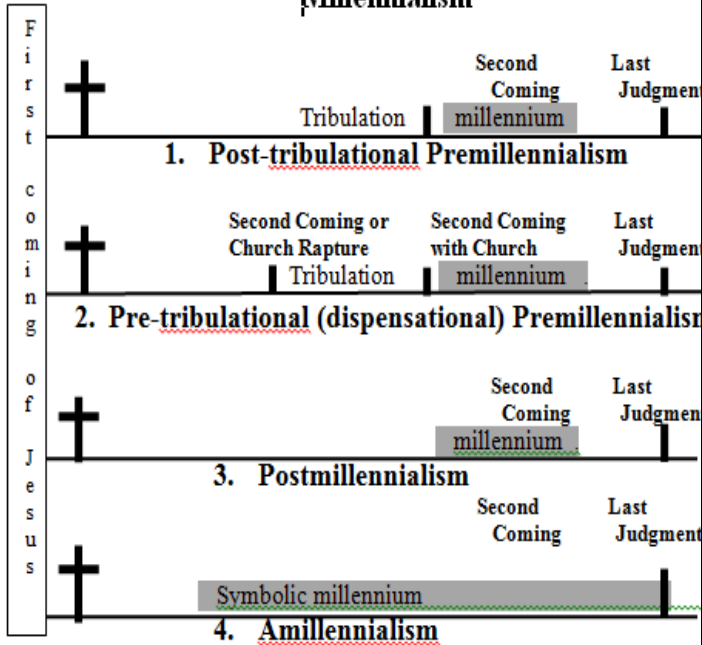 Millennialism
First coming of Jesus
Second Last
Coming Judgment
Tribulation millennium
1. Post-tribulational Premillennialism
Second Coming or Second Coming Last
Church Rapture with Church Judgment
Tribulation millennium .
2. Pre-tribulational (dispensational) Premillennialism
Second Last
Coming Judgmen
millennium .
3. Postmillennialism
Second Last
Coming Judgment
Symbolic millennium
4. Amillennialism